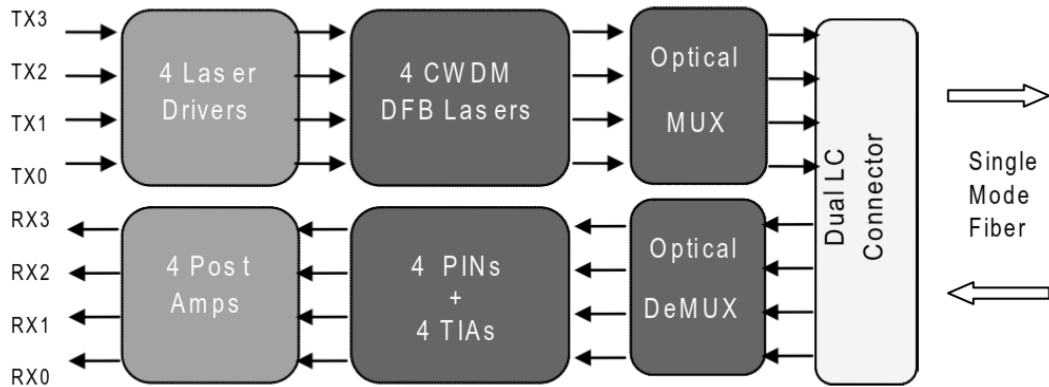 TX3
TX2
TX1
TX0
4 Laser
Drivers
4 CWDM
DFB Lasers
Optical
MUX
Dual LC
Connector
Single
Mode
Fiber
RX3
RX2
RX1
RX0
4 Post
Amps
4 PINs
+
4 TIAs
Optical
DeMUX